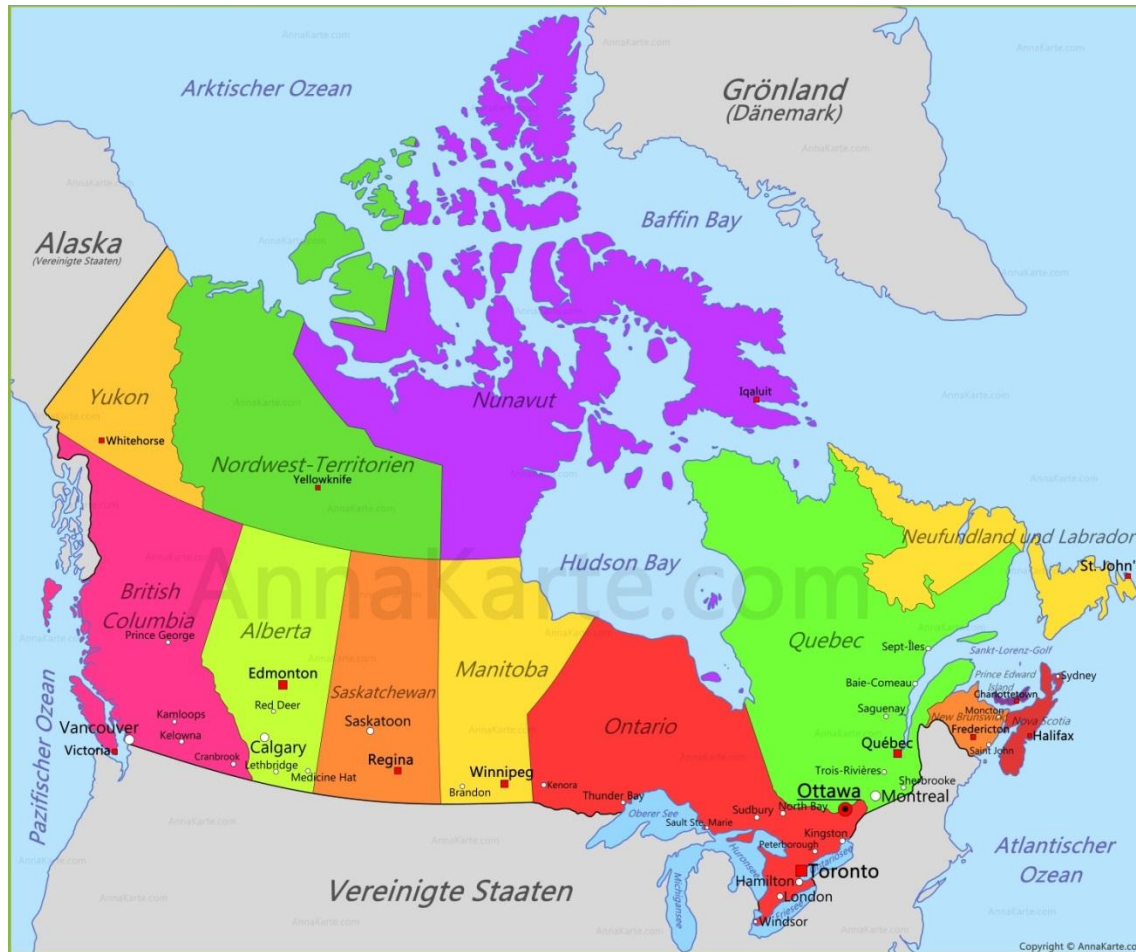 AnnaKarte.com
Arktischer Ozean
Grönland
(Dänemark)
Baffin Bay
Alaska
(Vereinigte Staaten)
Yukon
Whitehorse
Nunavut
Iqaluit
Nordwest-Territorien
Yellowknife
Hudson Bay
Neufundland und Labrador
St. John'
British
Columbia
Prince George
Alberta
Edmonton
Red Deer
Saskatchewan
Saskatoon
Manitoba
Ontario
Quebec
Sept-Îles
Sankt-Lorenz-Golf
Prince Edward
Island
Charlottetown
Sydney
Baie-Comeau
Saguenay
Moncton
New Brunswick
Nova Scotia
Fredericton
Halifax
Saint John
Pazifischer Ozean
Vancouver
Victoria
Kamloops
Kelowna
Cranbrook
Calgary
Lethbridge
Medicine Hat
Regina
Winnipeg
Brandon
Kenora
Thunder Bay
Québec
Trois-Rivières
Sherbrooke
Montreal
Ottawa
Sudbury
North Bay
Oberer See
Sault Ste. Marie
Kingston
Peterborough
Huronsee
Ontariosee
Michigansee
Toronto
Hamilton
London
Eriesee
Windsor
Vereinigte Staaten
Atlantischer
Ozean
AnnaKarte.com
Copyright © AnnaKarte.co